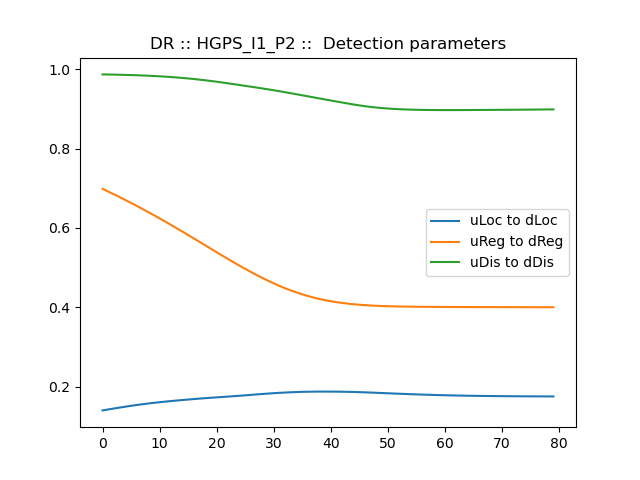 DR :: HGPS_I1_P2 ::  Detection parameters
1.0
0.8
0.6
0.4
0.2
uLoc to dLoc
uReg to dReg
uDis to dDis
0 10 20 30 40 50 60 70 80